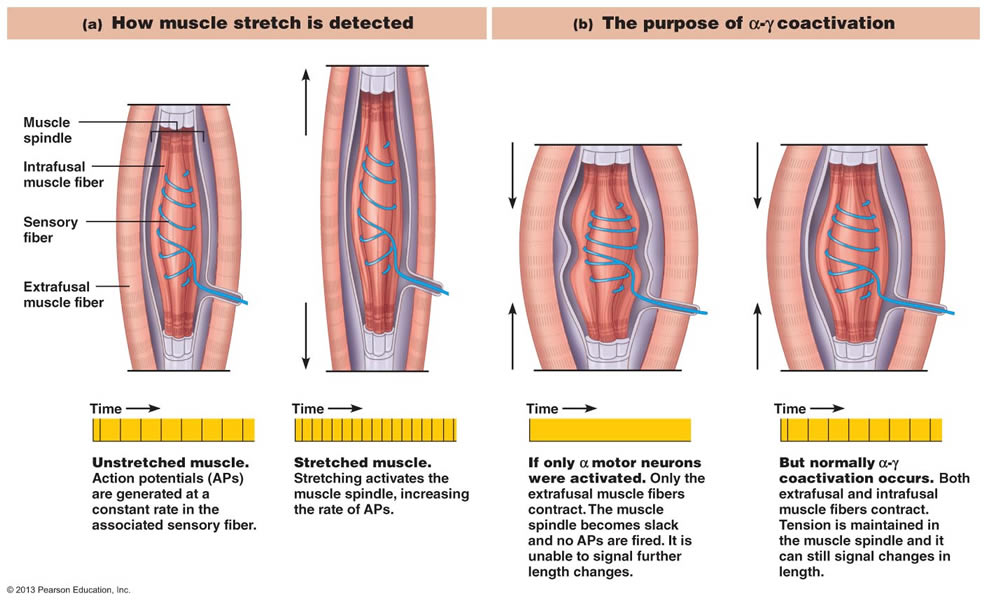 (a) How muscle stretch is detected
(b) The purpose of α-γ coactivation
Muscle
spindle
Intrafusal
muscle fiber
Sensory
fiber
Extrafusal
muscle fiber
Time
Unstretched muscle.
Action potentials (APs)
are generated at a
constant rate in the
associated sensory fiber.
Time
Stretched muscle.
Stretching activates the
muscle spindle, increasing
the rate of APs.
Time
If only α motor neurons
were activated. Only the
extrafusal muscle fibers
contract. The muscle
spindle becomes slack
and no APs are fired. It is
unable to signal further
length changes.
Time
But normally α-γ
coactivation occurs. Both
extrafusal and intrafusal
muscle fibers contract.
Tension is maintained in
the muscle spindle and it
can still signal changes in
length.
© 2013 Pearson Education, Inc.